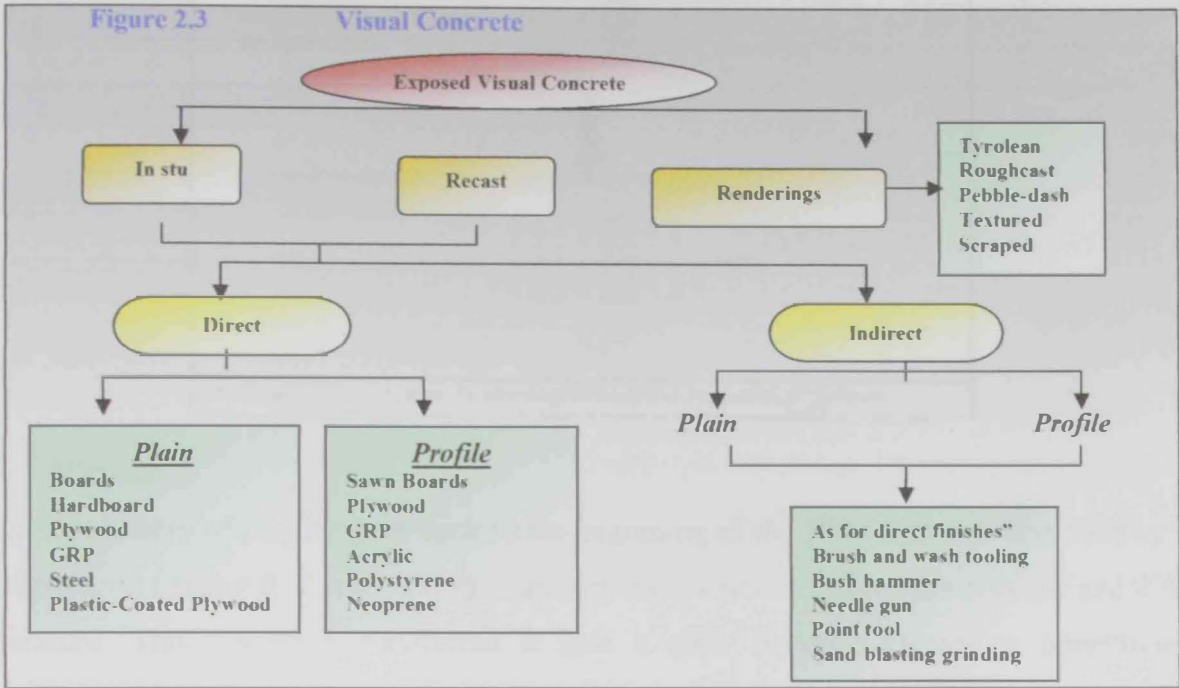 Figure 2.3 Visual Concrete
Exposed Visual Concrete
In stu
Recast
Renderings
Tyrolean
Roughcast
Pebble-dash
Textured
Scraped
Direct
Indirect
Plain
Boards
Hardboard
Plywood
GRP
Steel
Plastic-Coated Plywood
Profile
Sawn Boards
Plywood
GRP
Acrylic
Polystyrene
Neoprene
Plain
Profile
As for direct finishes”
Brush and wash tooling
Bush hammer
Needle gun
Point tool
Sand blasting grinding